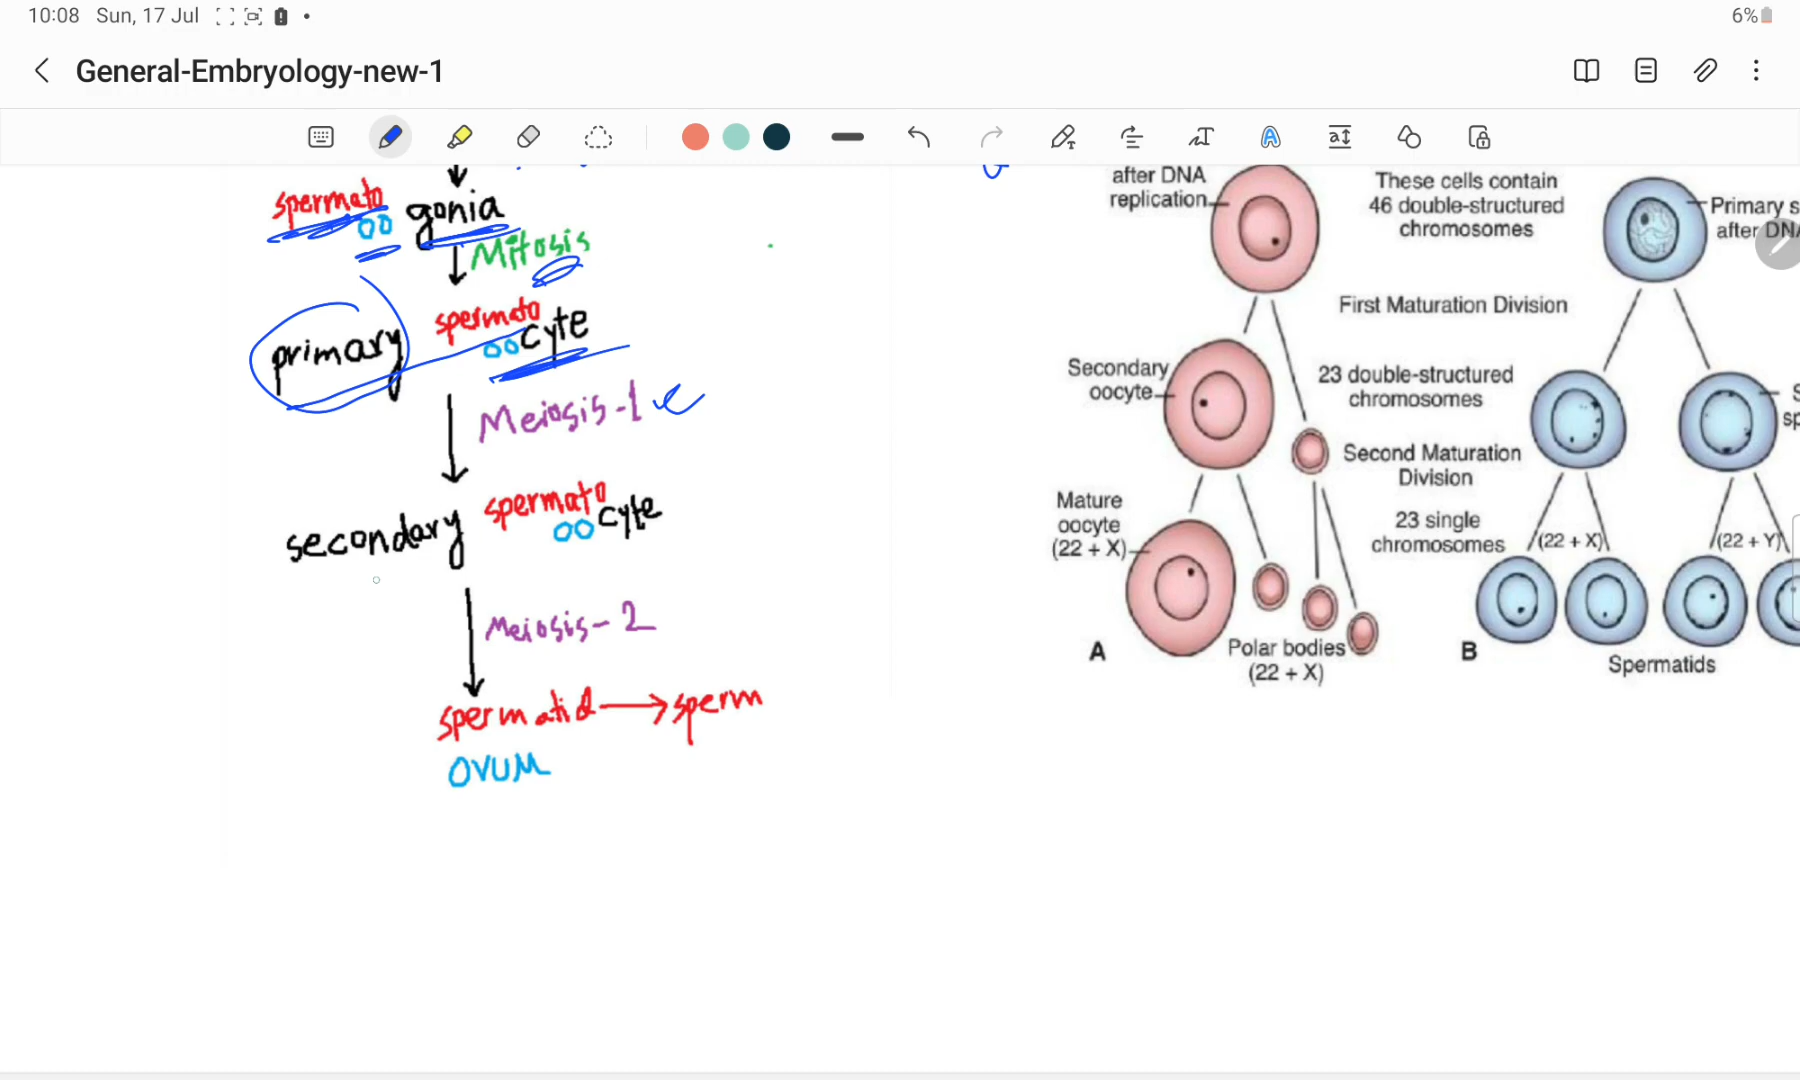 10:08 Sun, 17 Jul
6%
General-Embryology-new-1
spermato
oo gonia
Mitosis
primary spermato
oo cyte
Meiosis-1
secondary spermato
oo cyte
Meiosis-2
spermatid → sperm
OVUM
after DNA
replication
These cells contain
46 double-structured
chromosomes
Primary s
after DNA
First Maturation Division
Secondary
oocyte
23 double-structured
chromosomes
S
sp
Second Maturation
Division
Mature
oocyte
(22 + X)
23 single
chromosomes
(22 + X)
(22 + Y)
A
Polar bodies
(22 + X)
B
Spermatids